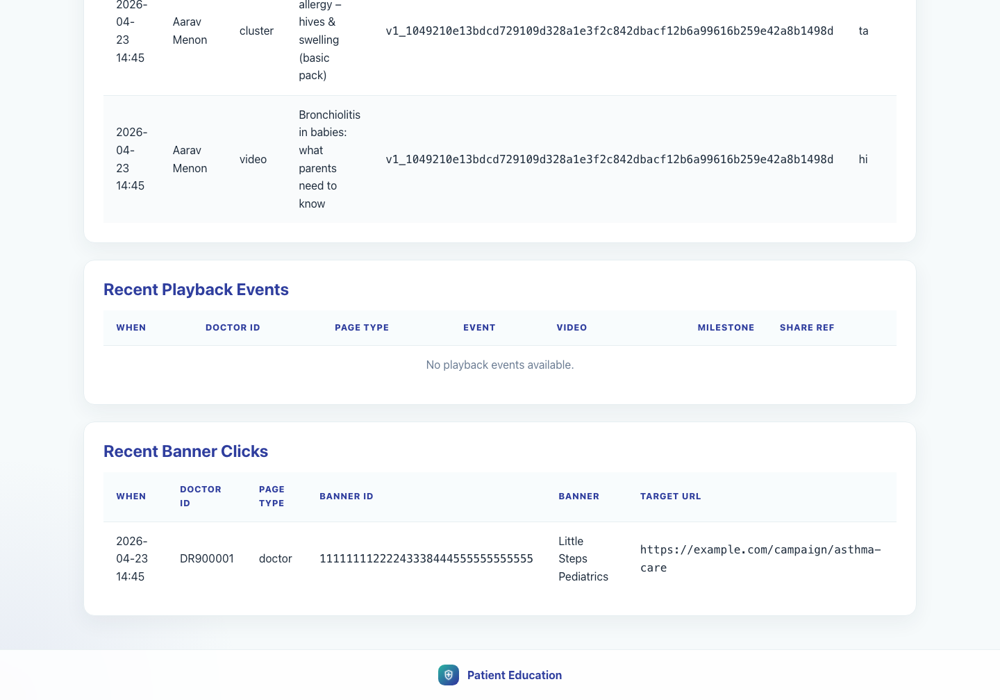 2026-
04-
23
14:45
Aarav
Menon
cluster
allergy –
hives &
swelling
(basic
pack)
v1_1049210e13bdcd729109d328a1e3f2c842dbacf12b6a99616b259e42a8b1498d
ta
2026-
04-
23
14:45
Aarav
Menon
video
Bronchiolitis
in babies:
what
parents
need to
know
v1_1049210e13bdcd729109d328a1e3f2c842dbacf12b6a99616b259e42a8b1498d
hi
Recent Playback Events
WHEN
DOCTOR ID
PAGE TYPE
EVENT
VIDEO
MILESTONE
SHARE REF
No playback events available.
Recent Banner Clicks
WHEN
DOCTOR
ID
PAGE
TYPE
BANNER ID
BANNER
TARGET URL
2026-
04-23
14:45
DR900001
doctor
11111111222243338444555555555555
Little
Steps
Pediatrics
https://example.com/campaign/asthma-
care
Patient Education